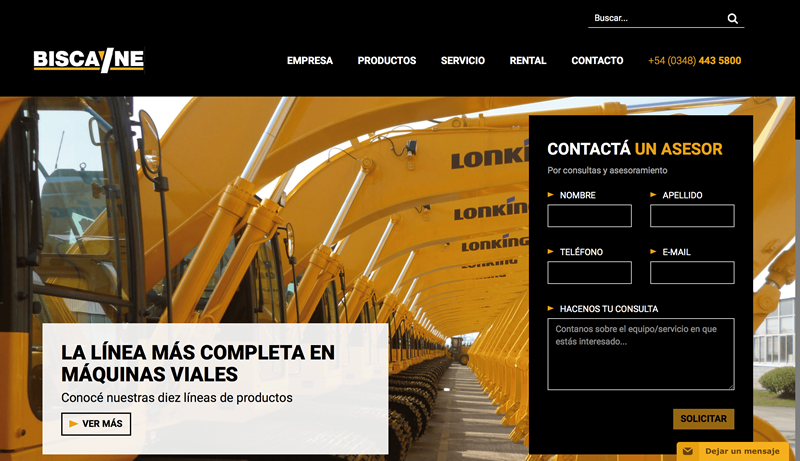 Buscar...
BISCAYNE
EMPRESA PRODUCTOS SERVICIO RENTAL CONTACTO +54 (0348) 443 5800
LONKING
LONKING
LONKING
LONKING
CONTACTÁ UN ASESOR
Por consultas y asesoramiento
NOMBRE APELLIDO
TELÉFONO E-MAIL
HACENOS TU CONSULTA
Contanos sobre el equipo/servicio en que
estás interesado...
SOLICITAR
LA LÍNEA MÁS COMPLETA EN
MÁQUINAS VIALES
Conocé nuestras diez líneas de productos
VER MÁS
Dejar un mensaje